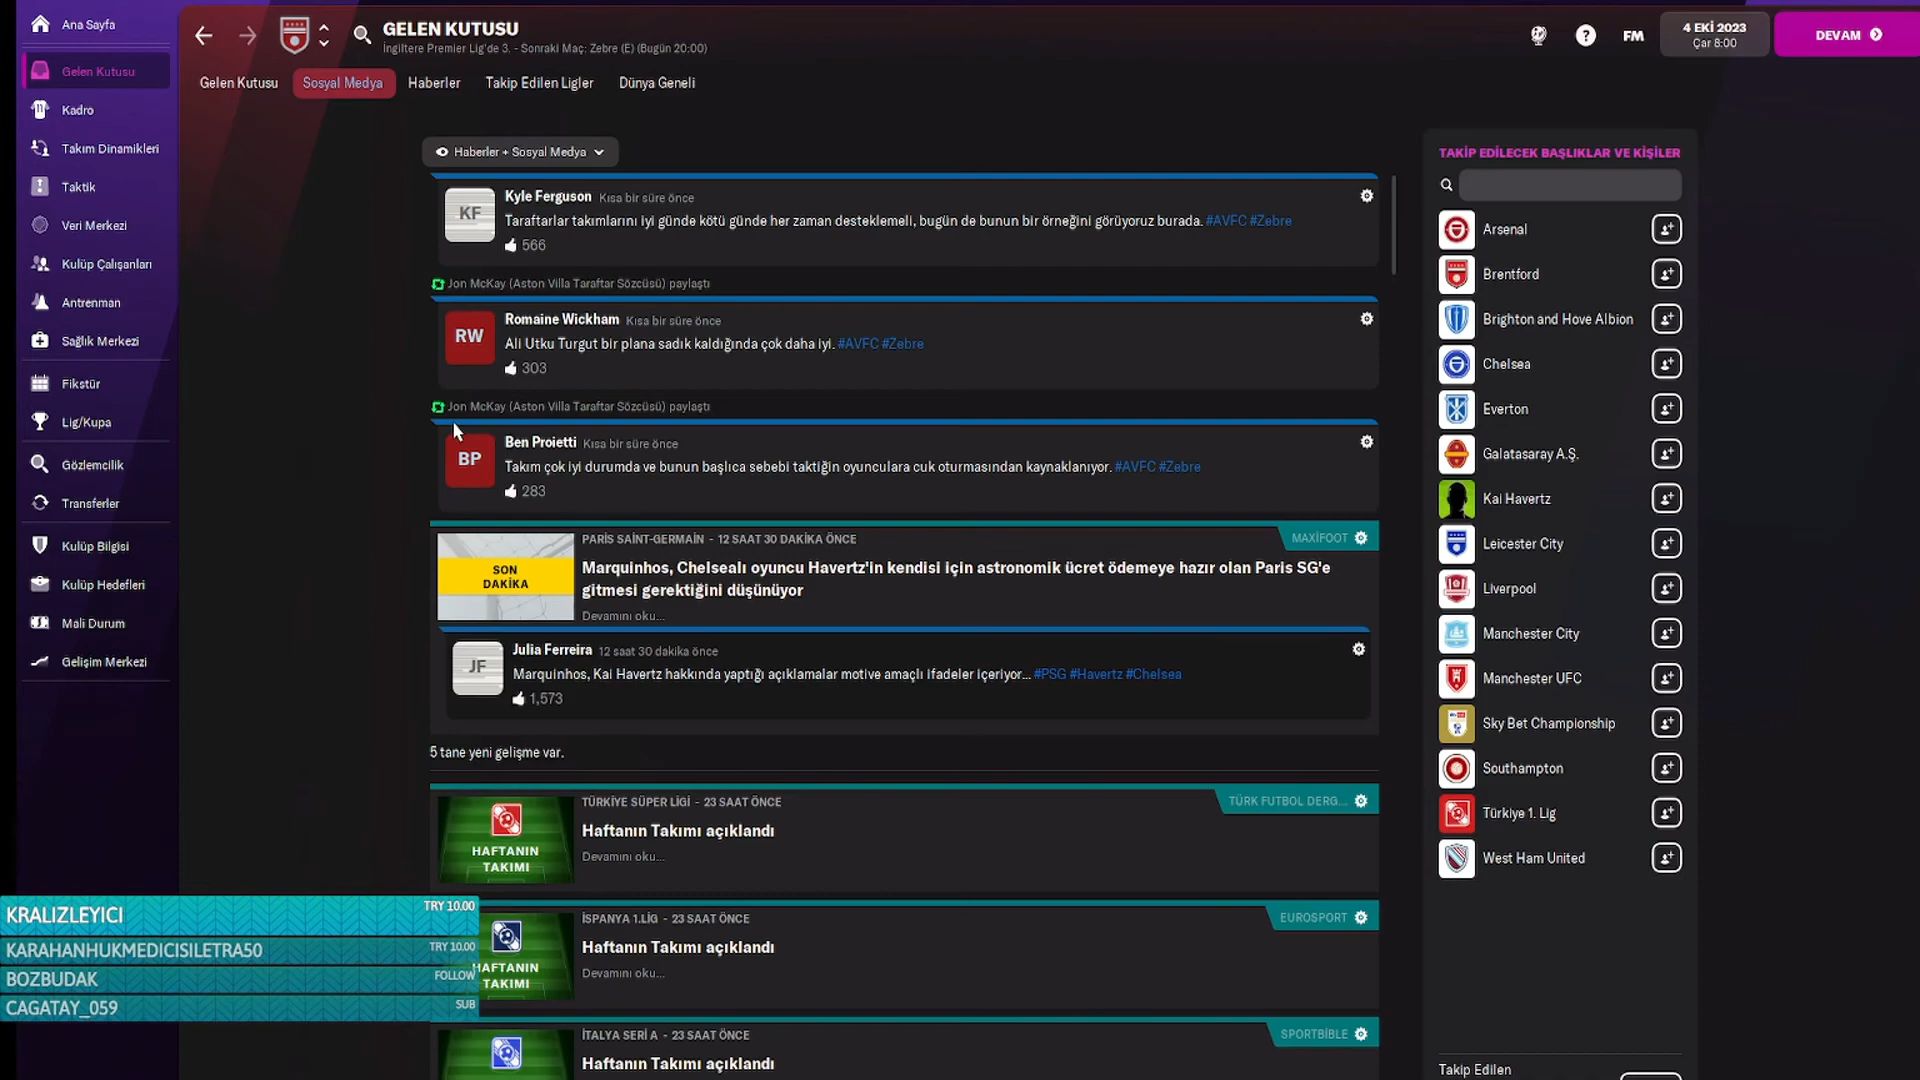 Ana Sayfa
Gelen Kutusu
Kadro
Takım Dinamikleri
Taktik
Veri Merkezi
Kulüp Çalışanları
Antrenman
Sağlık Merkezi
Fikstür
Lig/Kupa
Gözlemcilik
Transferler
Kulüp Bilgisi
Kulüp Hedefleri
Mali Durum
Gelişim Merkezi
GELEN KUTUSU
İngiltere Premier Lig'de 3. - Sonraki Maç: Zebre (E) (Bugün 20:00)
FM
4 EKİ 2023
Çar 8:00
DEVAM
Gelen Kutusu
Sosyal Medya
Haberler
Takip Edilen Ligler
Dünya Geneli
Haberler + Sosyal Medya
KF
Kyle Ferguson Kısa bir süre önce
Taraftarlar takımlarını iyi günde kötü günde her zaman desteklemeli, bugün de bunun bir örneğini görüyoruz burada. #AVFC #Zebre
566
Jon McKay (Aston Villa Taraftar Sözcüsü) paylaştı
RW
Romaine Wickham Kısa bir süre önce
Ali Utku Turgut bir plana sadık kaldığında çok daha iyi. #AVFC #Zebre
303
Jon McKay (Aston Villa Taraftar Sözcüsü) paylaştı
BP
Ben Proietti Kısa bir süre önce
Takım çok iyi durumda ve bunun başlıca sebebi taktiğin oyunculara cuk oturmasından kaynaklanıyor. #AVFC #Zebre
283
SON
DAKİKA
PARİS SAİNT-GERMAİN - 12 SAAT 30 DAKİKA ÖNCE
MAXİFOOT
Marquinhos, Chelsealı oyuncu Havertz'in kendisi için astronomik ücret ödemeye hazır olan Paris SG'e
gitmesi gerektiğini düşünüyor
Devamını oku...
JF
Julia Ferreira 12 saat 30 dakika önce
Marquinhos, Kai Havertz hakkında yaptığı açıklamalar motive amaçlı ifadeler içeriyor... #PSG #Havertz #Chelsea
1,573
5 tane yeni gelişme var.
HAFTANIN
TAKIMI
TÜRKİYE SÜPER LİGİ - 23 SAAT ÖNCE
TÜRK FUTBOL DERG...
Haftanın Takımı açıklandı
Devamını oku...
HAFTANIN
TAKIMI
İSPANYA 1.LİG - 23 SAAT ÖNCE
EUROSPORT
Haftanın Takımı açıklandı
Devamını oku...
İTALYA SERİ A - 23 SAAT ÖNCE
SPORTBİBLE
Haftanın Takımı açıklandı
TAKİP EDİLECEK BAŞLIKLAR VE KİŞİLER
Arsenal
Brentford
Brighton and Hove Albion
Chelsea
Everton
Galatasaray A.Ş.
Kai Havertz
Leicester City
Liverpool
Manchester City
Manchester UFC
Sky Bet Championship
Southampton
Türkiye 1. Lig
West Ham United
Takip Edilen
KRALIZLEYICI
TRY 10.00
KARAHANHUKMEDICISILETRA50
TRY 10.00
BOZBUDAK
FOLLOW
CAGATAY_059
SUB